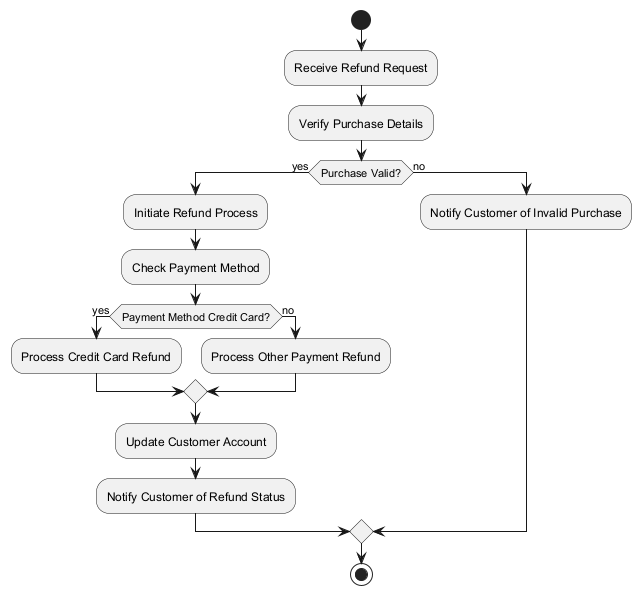 Receive Refund Request
Verify Purchase Details
yes
Purchase Valid?
no
Initiate Refund Process
Notify Customer of Invalid Purchase
Check Payment Method
yes
Payment Method Credit Card?
no
Process Credit Card Refund
Process Other Payment Refund
Update Customer Account
Notify Customer of Refund Status